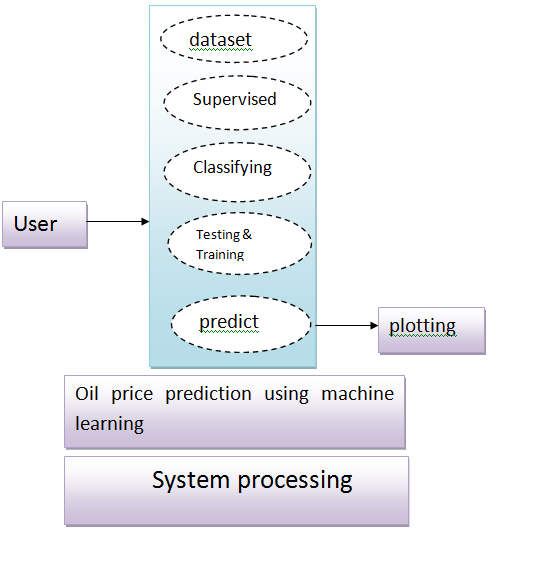 dataset
Supervised
Classifying
User
Testing &
Training
predict
plotting
Oil price prediction using machine
learning
System processing